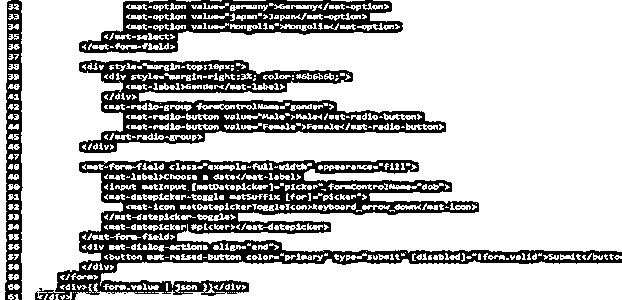 32 <mat-option value="germany">Germany</mat-option>
33 <mat-option value="japan">Japan</mat-option>
34 <mat-option value="Mongolia">Mongolia</mat-option>
35 </mat-select>
36 </mat-form-field>
37
38 <div style="margin-top:10px;">
39 <div style="margin-right:3%; color:#6b6b6b;">
40 <mat-label>Gender</mat-label>
41 </div>
42 <mat-radio-group formControlName="gender">
43 <mat-radio-button value="Male">Male</mat-radio-button>
44 <mat-radio-button value="Female">Female</mat-radio-button>
45 </mat-radio-group>
46 </div>
47
48 <mat-form-field class="example-full-width" appearance="fill">
49 <mat-label>Choose a date</mat-label>
50 <input matInput [matDatepicker]="picker" formControlName="dob">
51 <mat-datepicker-toggle matSuffix [for]="picker">
52 <mat-icon matDatepickerToggleIcon>keyboard_arrow_down</mat-icon>
53 </mat-datepicker-toggle>
54 <mat-datepicker #picker></mat-datepicker>
55 </mat-form-field>
56 <div mat-dialog-actions align="end">
57 <button mat-raised-button color="primary" type="submit" [disabled]="!form.valid">Submit</button
58 </div>
59 </form>
60 <div>{{ form.value | json }}</div>
61 </div>